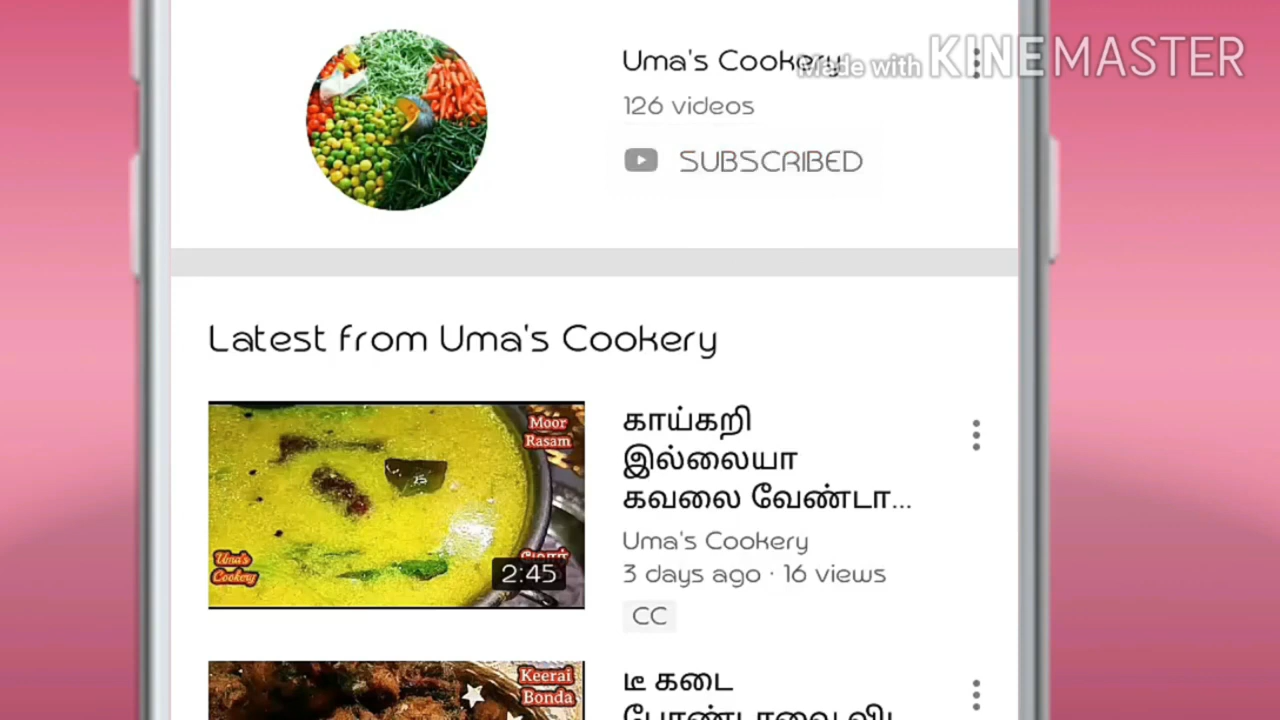 Uma's Cookery
Made with KINEMASTER
126 videos
SUBSCRIBED
Latest from Uma's Cookery
Moor
Rasam
Uma's
Cookery
மோர்
2:45
காய்கறி
இல்லையா
கவலை வேண்டா...
Uma's Cookery
3 days ago · 16 views
CC
Keerai
Bonda
டீ கடை